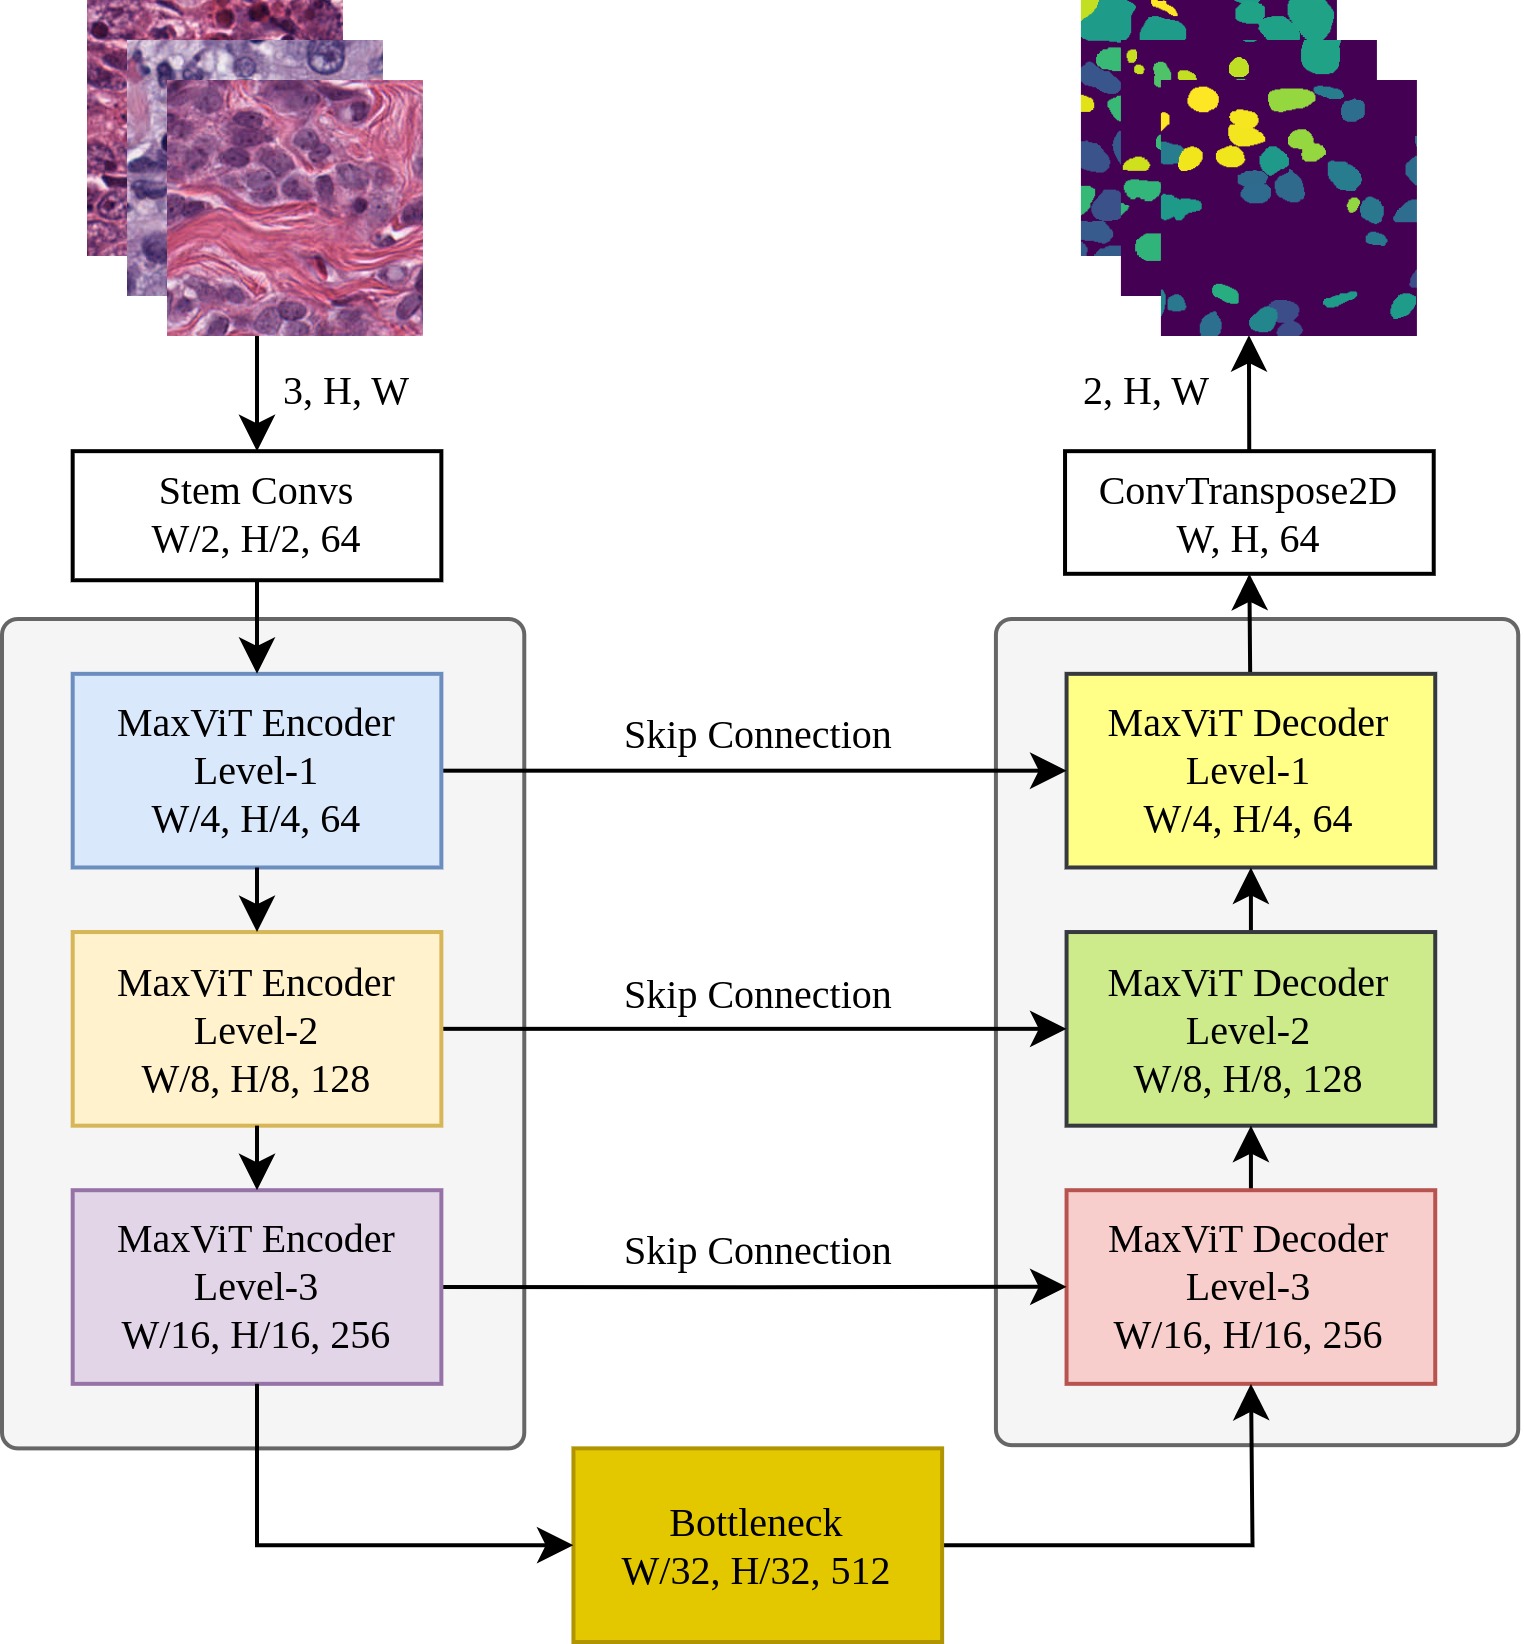 3, H, W
Stem Convs
W/2, H/2, 64
MaxViT Encoder
Level-1
W/4, H/4, 64
MaxViT Encoder
Level-2
W/8, H/8, 128
MaxViT Encoder
Level-3
W/16, H/16, 256
Skip Connection
Skip Connection
Skip Connection
Bottleneck
W/32, H/32, 512
2, H, W
ConvTranspose2D
W, H, 64
MaxViT Decoder
Level-1
W/4, H/4, 64
MaxViT Decoder
Level-2
W/8, H/8, 128
MaxViT Decoder
Level-3
W/16, H/16, 256